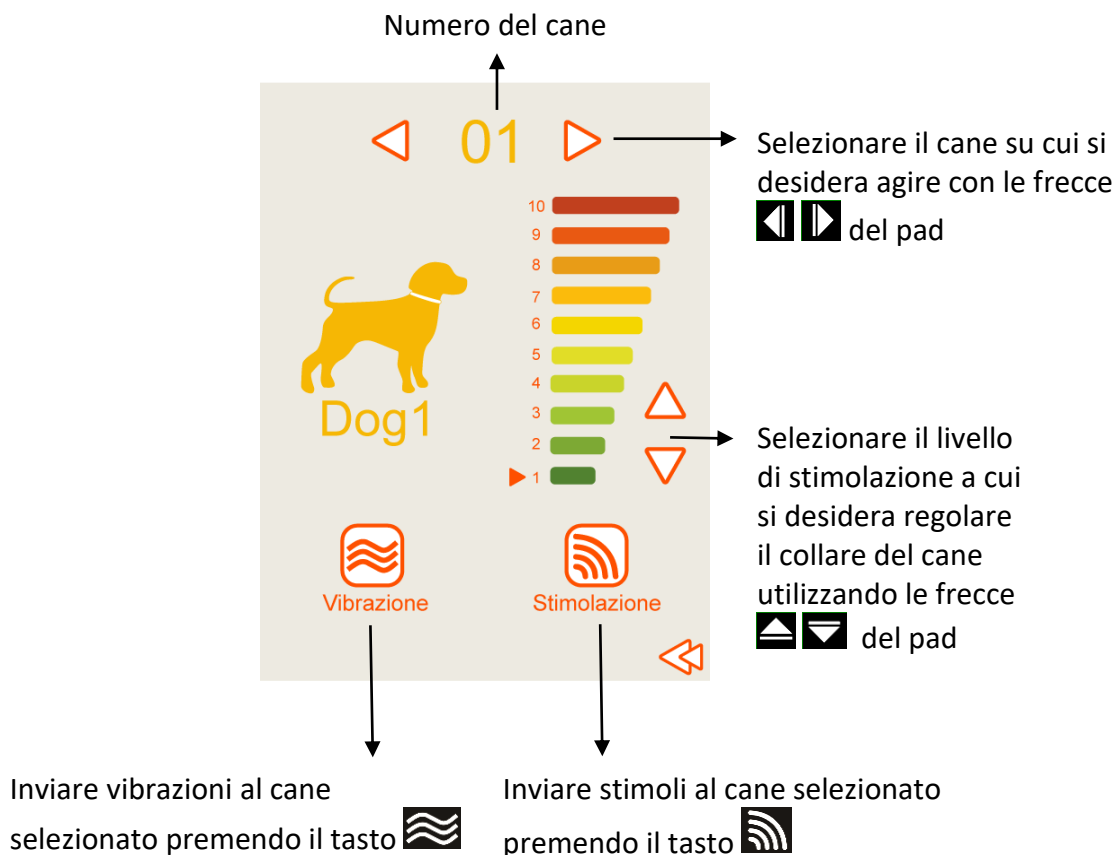 Numero del cane
01
Selezionare il cane su cui si
desidera agire con le frecce
del pad
10
9
8
7
6
5
4
3
2
1
Dog1
Selezionare il livello
di stimolazione a cui
si desidera regolare
il collare del cane
utilizzando le frecce
del pad
Vibrazione
Stimolazione
Inviare vibrazioni al cane
selezionato premendo il tasto
Inviare stimoli al cane selezionato
premendo il tasto